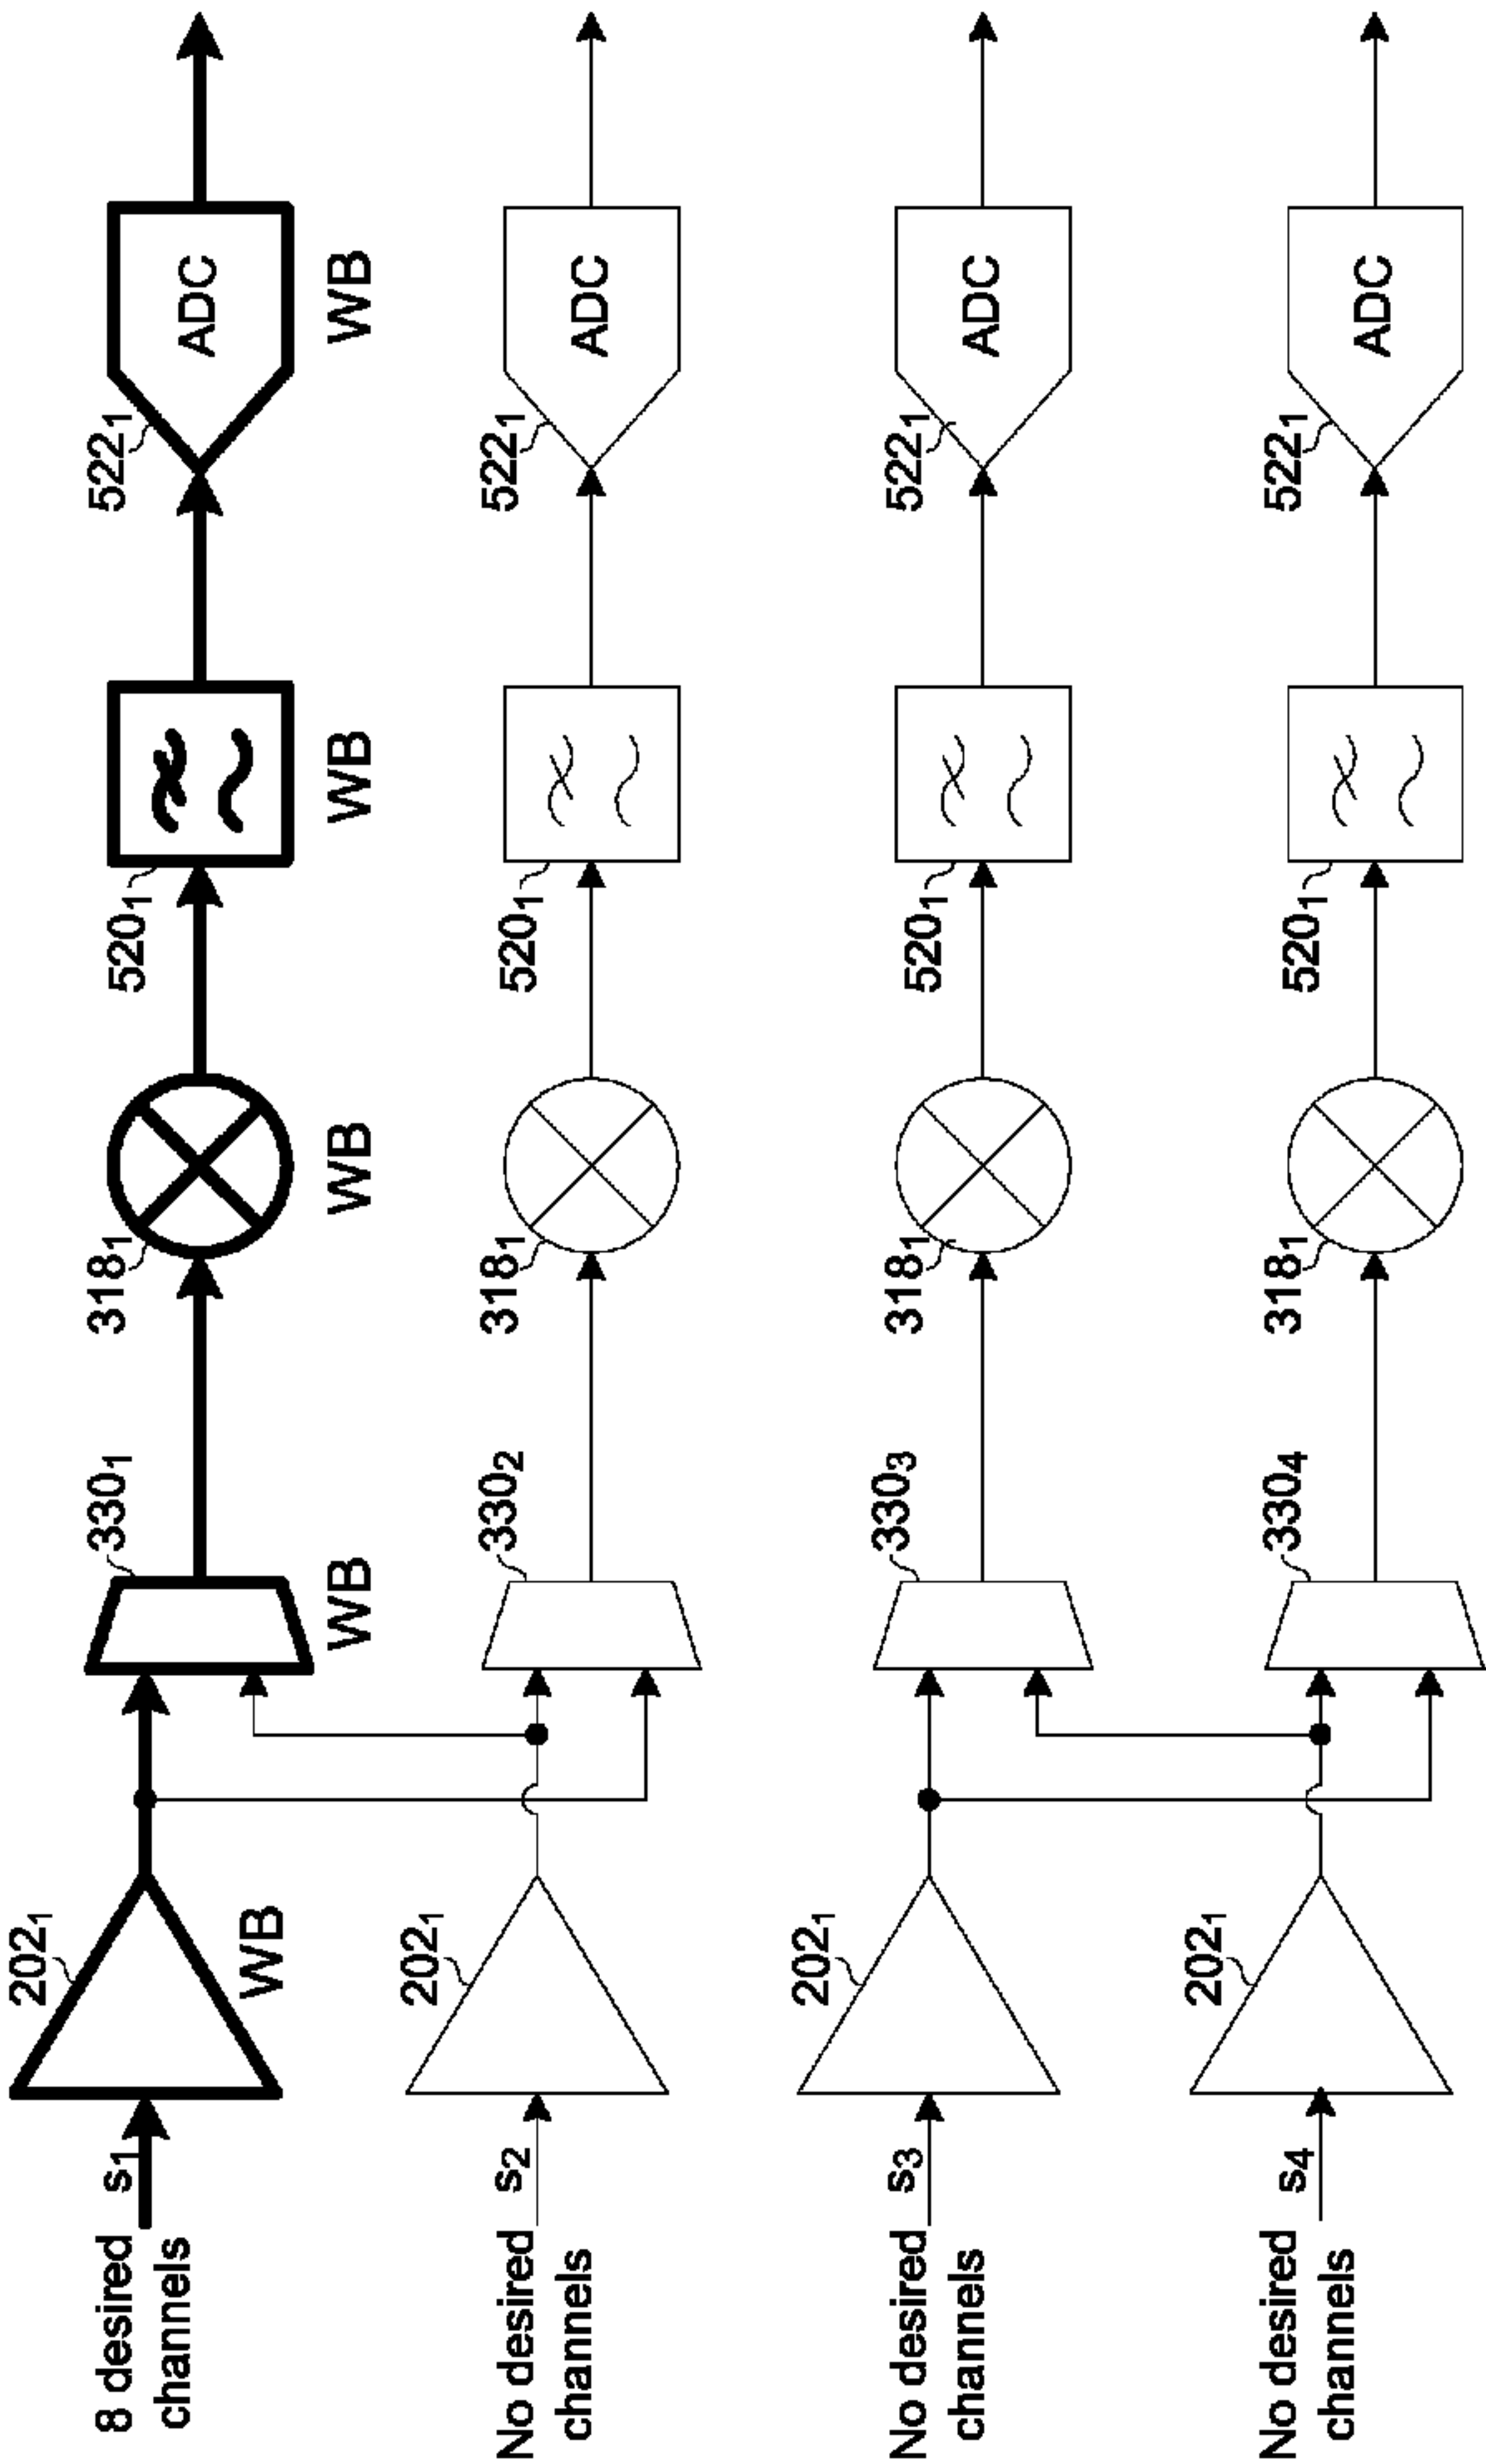 8 desired
channels
s1
202₁
WB
330₁
WB
318₁
WB
520₁
WB
522₁
ADC
WB
No desired
channels
s2
202₁
330₂
318₁
520₁
522₁
ADC
No desired
channels
s3
202₁
330₃
318₁
520₁
522₁
ADC
No desired
channels
s4
202₁
330₄
318₁
520₁
522₁
ADC